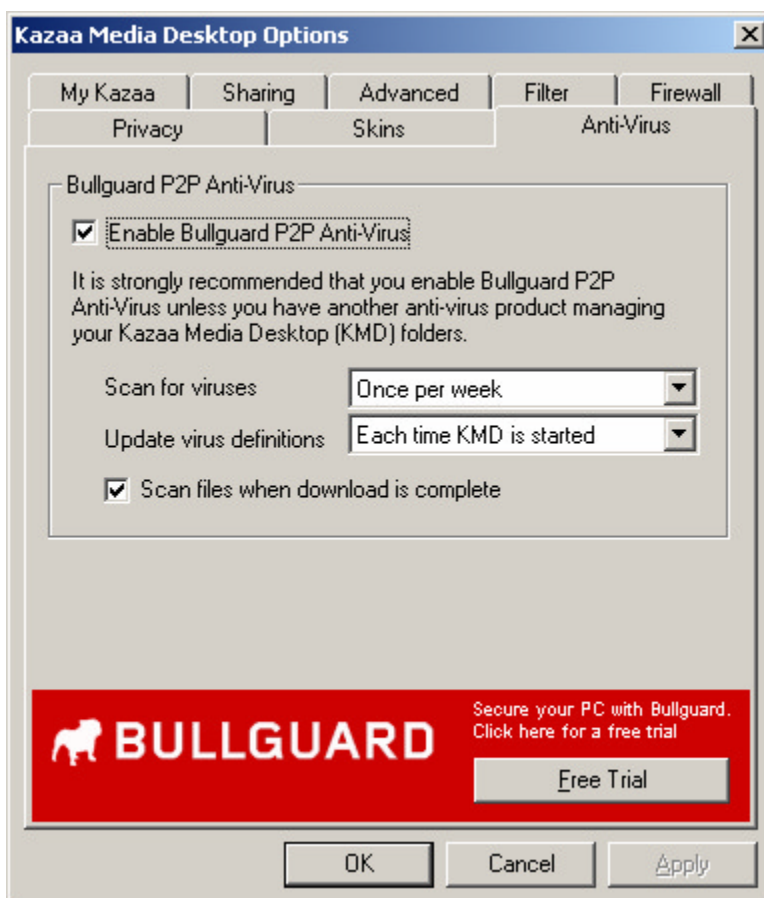 Kazaa Media Desktop Options
My Kazaa Sharing Advanced Filter Firewall
Privacy Skins Anti-Virus
Bullguard P2P Anti-Virus
Enable Bullguard P2P Anti-Virus
It is strongly recommended that you enable Bullguard P2P
Anti-Virus unless you have another anti-virus product managing
your Kazaa Media Desktop (KMD) folders.
Scan for viruses Once per week
Update virus definitions Each time KMD is started
Scan files when download is complete
BULLGUARD
Secure your PC with Bullguard.
Click here for a free trial
Free Trial
OK Cancel Apply